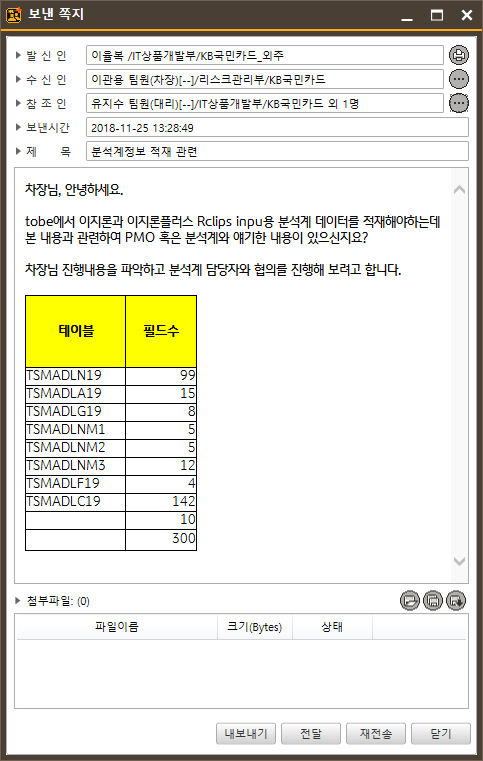 보낸 쪽지
발 신 인 이율복 /IT상품개발부/KB국민카드_외주
수 신 인 이관용 팀원(차장)[--]/리스크관리부/KB국민카드
참 조 인 유지수 팀원(대리)[--]/IT상품개발부/KB국민카드 외 1명
보낸시간 2018-11-25 13:28:49
제 목 분석계정보 적재 관련
차장님, 안녕하세요.
tobe에서 이지론과 이지론플러스 Rclips inpu용 분석계 데이터를 적재해야하는데
본 내용과 관련하여 PMO 혹은 분석계와 얘기한 내용이 있으신지요?
차장님 진행내용을 파악하고 분석계 담당자와 협의를 진행해 보려고 합니다.
테이블 필드수
TSMADLN19 99
TSMADLA19 15
TSMADLG19 8
TSMADLNM1 5
TSMADLNM2 5
TSMADLNM3 12
TSMADLF19 4
TSMADLC19 142
10
300
첨부파일: (0)
파일이름 크기(Bytes) 상태
내보내기 전달 재전송 닫기